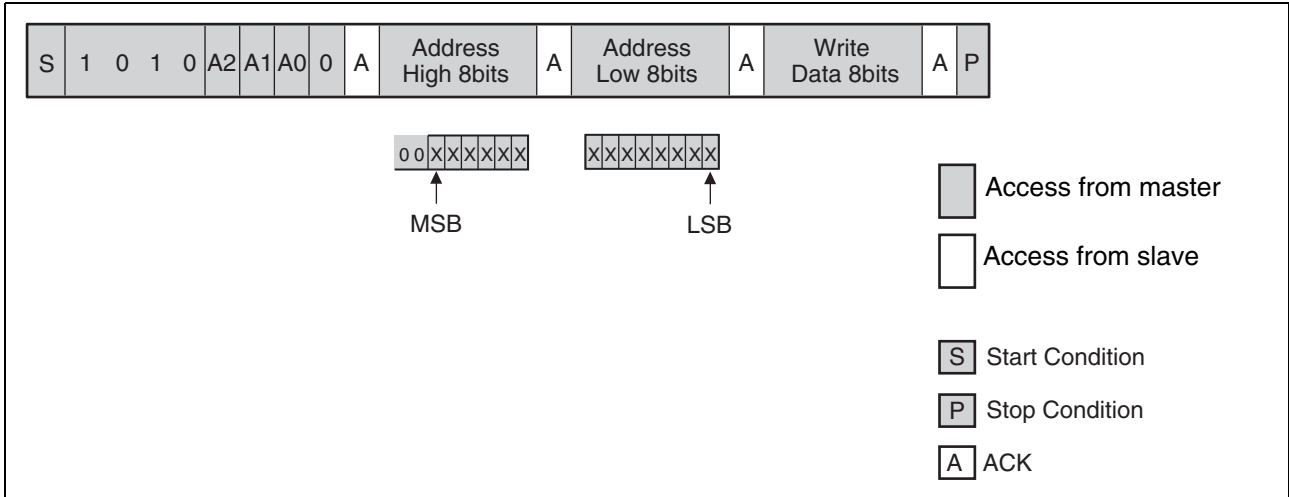 S 1 0 1 0 A2 A1 A0 0 A Address High 8bits A Address Low 8bits A Write Data 8bits A P
0 0 X X X X X X X X X X X X X X
MSB LSB
Access from master
Access from slave
S Start Condition
P Stop Condition
A ACK